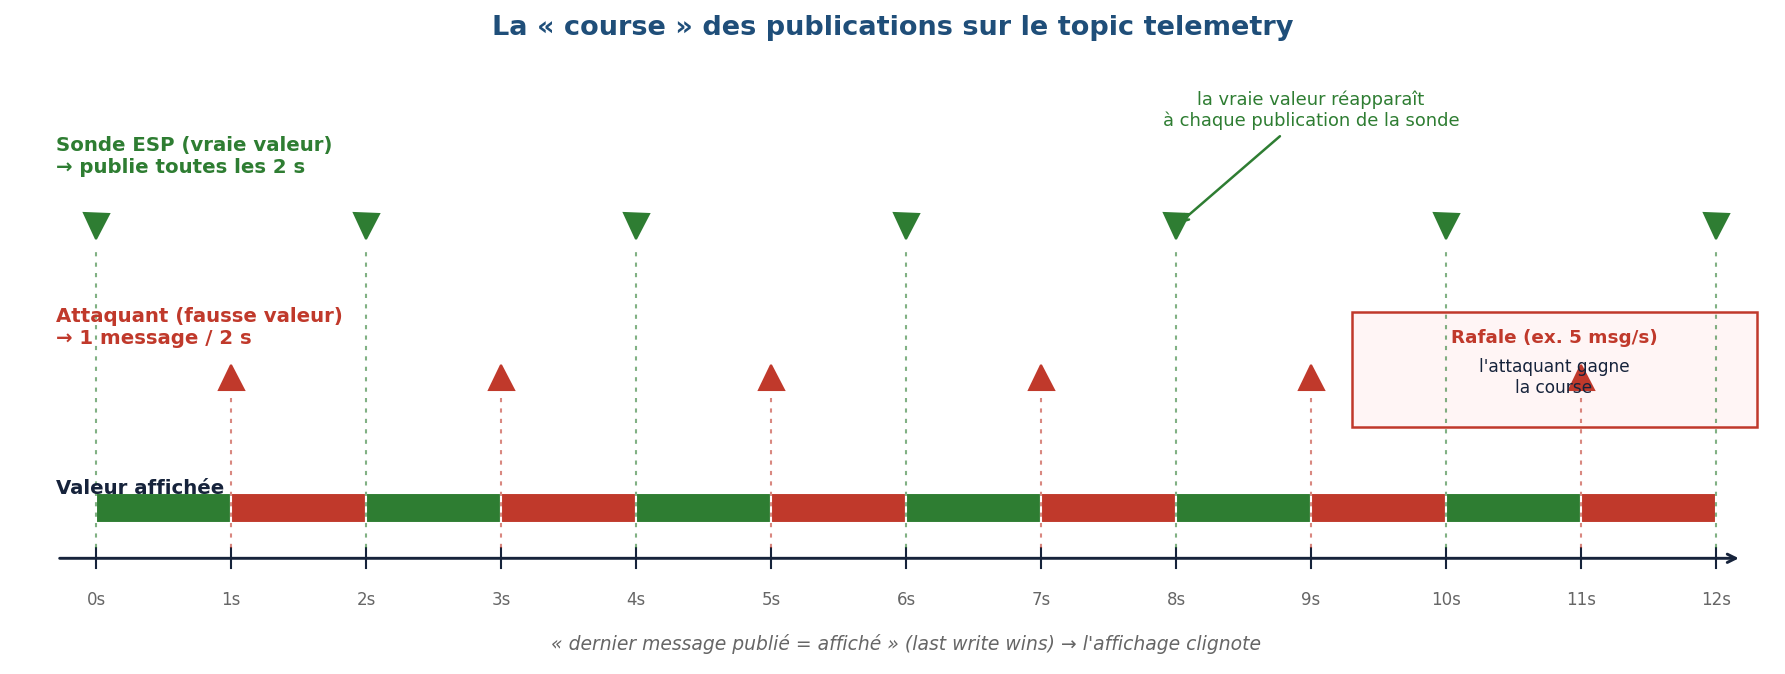 La « course » des publications sur le topic telemetry
la vraie valeur réapparaît
à chaque publication de la sonde
Sonde ESP (vraie valeur)
→ publie toutes les 2 s
Attaquant (fausse valeur)
→ 1 message / 2 s
Rafale (ex. 5 msg/s)
l'attaquant gagne
la course
Valeur affichée
0s 1s 2s 3s 4s 5s 6s 7s 8s 9s 10s 11s 12s
« dernier message publié = affiché » (last write wins) → l'affichage clignote